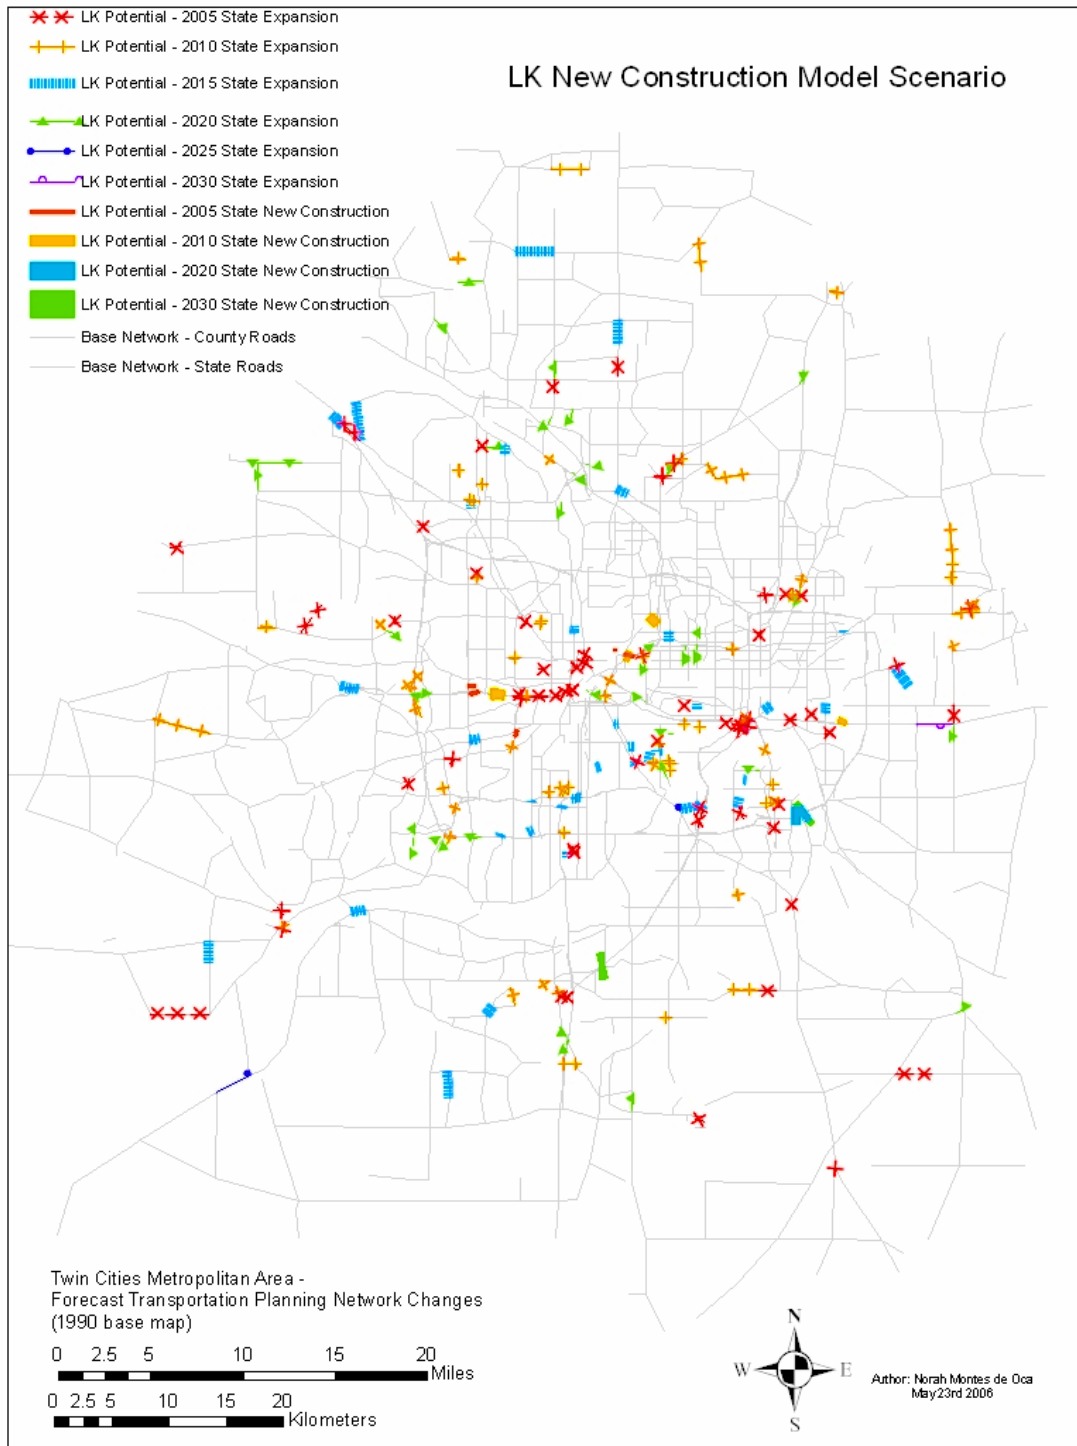 LK Potential - 2005 State Expansion
LK Potential - 2010 State Expansion
LK Potential - 2015 State Expansion
LK Potential - 2020 State Expansion
LK Potential - 2025 State Expansion
LK Potential - 2030 State Expansion
LK Potential - 2005 State New Construction
LK Potential - 2010 State New Construction
LK Potential - 2020 State New Construction
LK Potential - 2030 State New Construction
Base Network - County Roads
Base Network - State Roads
LK New Construction Model Scenario
Twin Cities Metropolitan Area -
Forecast Transportation Planning Network Changes
(1990 base map)
0 2.5 5 10 15 20
Miles
0 2.5 5 10 15 20
Kilometers
N
W E
S
Author: Norah Montes de Oca
May23rd 2006